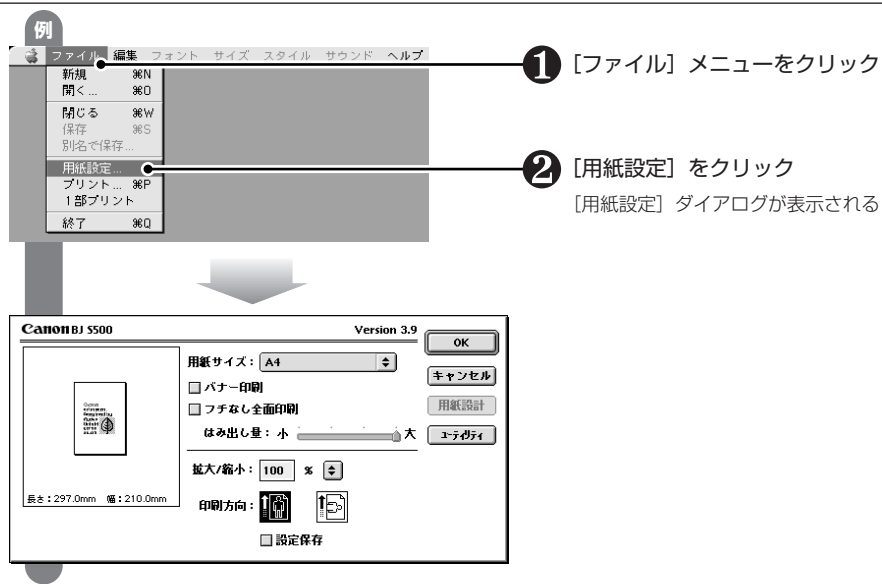 例
ファイル 編集 フォント サイズ スタイル サウンド ヘルプ
新規 ⌘N
開く... ⌘O
閉じる ⌘W
保存 ⌘S
別名で保存...
用紙設定...
プリント... ⌘P
1部プリント
終了 ⌘Q
❶ [ファイル] メニューをクリック
❷ [用紙設定] をクリック
[用紙設定] ダイアログが表示される
Canon BJ S500 Version 3.9
用紙サイズ: A4
バナー印刷
フチなし全面印刷
はみ出し量: 小 大
拡大/縮小: 100 %
印刷方向:
設定保存
長さ:297.0mm 幅:210.0mm
OK
キャンセル
用紙設計
ユーティリティ